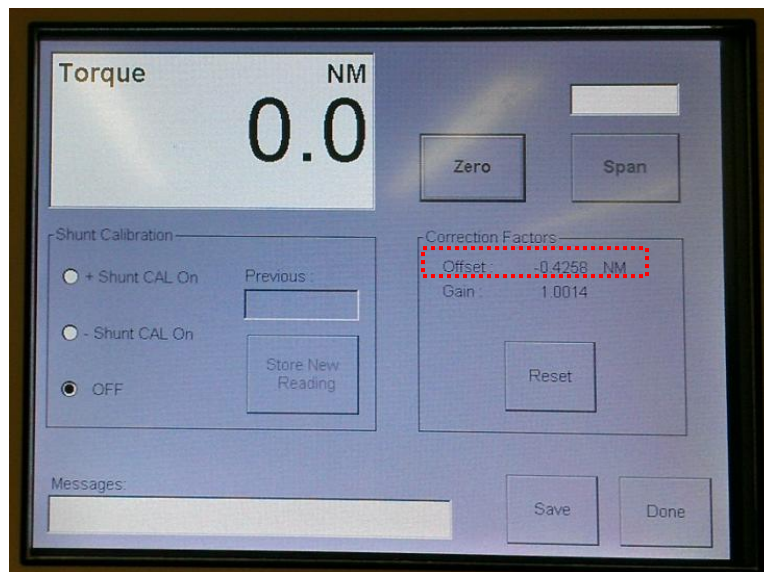 Torque NM
0.0
Zero
Span
Shunt Calibration
+ Shunt CAL On
Previous :
- Shunt CAL On
Store New
Reading
OFF
Correction Factors
Offset : -0.4258 NM
Gain : 1.0014
Reset
Messages:
Save
Done